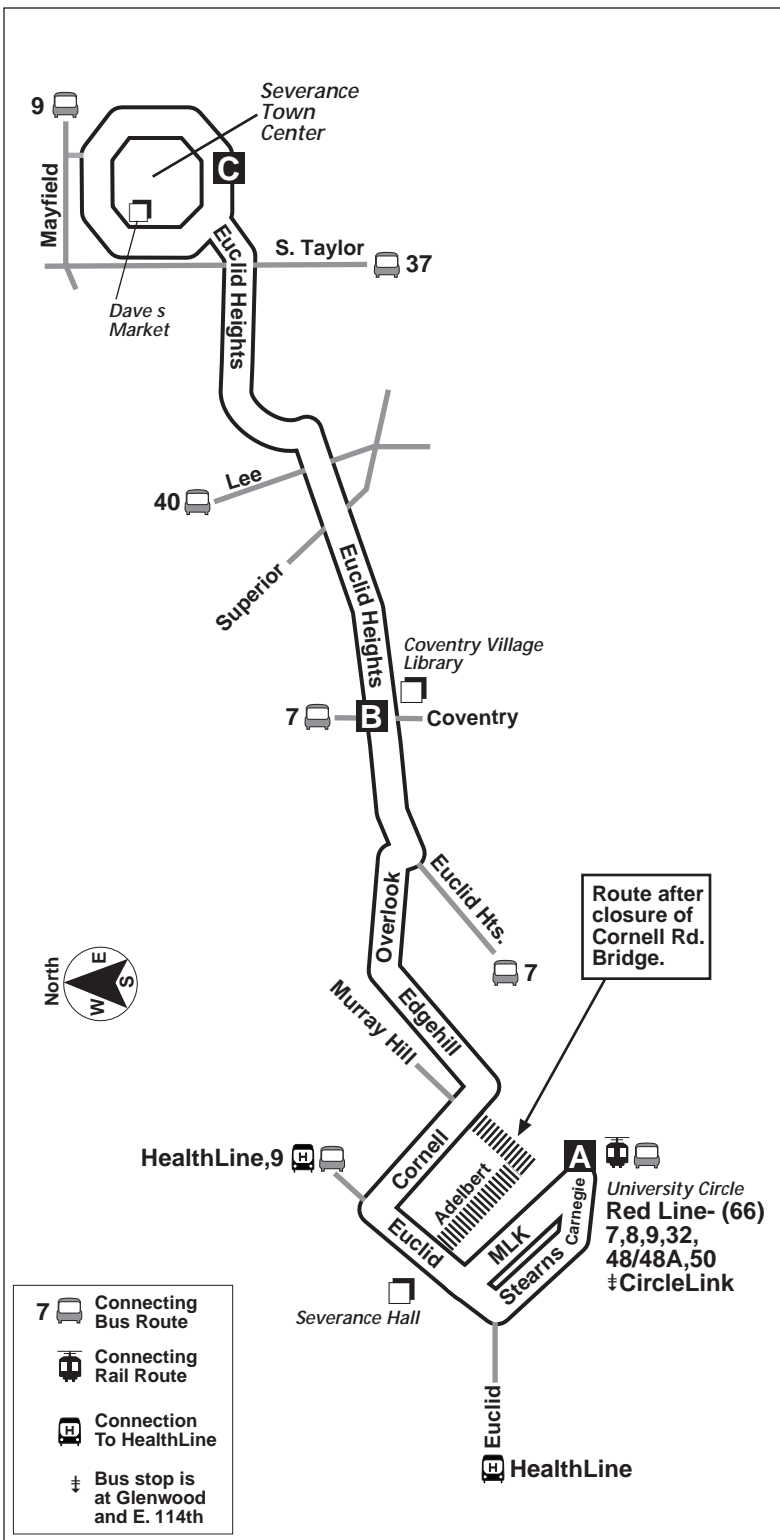 Severance
Town
Center
9
C
Mayfield
Euclid Heights
S. Taylor
37
Dave s
Market
Lee
40
Superior
Euclid Heights
Coventry Village
Library
7
B
Coventry
Overlook
Euclid Hts.
7
Route after
closure of
Cornell Rd.
Bridge.
North
E
S
W
Edgehill
Murray Hill
HealthLine,9
H
Cornell
Adelbert
A
Euclid
MLK
Stearns
Carnegie
University Circle
Red Line- (66)
7,8,9,32,
48/48A,50
⤈CircleLink
Severance Hall
Euclid
H
HealthLine
7
Connecting
Bus Route
Connecting
Rail Route
H
Connection
To HealthLine
⤈
Bus stop is
at Glenwood
and E. 114th